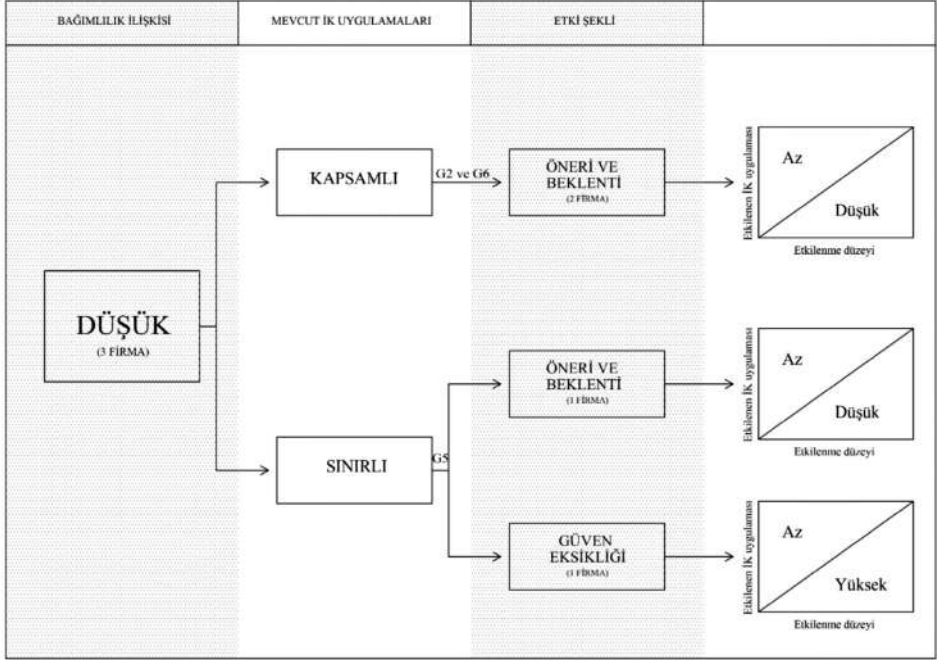 BAĞIMLILIK İLİŞKİSİ
MEVCUT İK UYGULAMALARI
ETKİ ŞEKLİ
DÜŞÜK
(3 FİRMA)
KAPSAMLI
G2 ve G6
ÖNERİ VE
BEKLENTİ
(2 FİRMA)
Etkilenen İK uygulaması
Az
Düşük
Etkilenme düzeyi
SINIRLI
G5
ÖNERİ VE
BEKLENTİ
(1 FİRMA)
Etkilenen İK uygulaması
Az
Düşük
Etkilenme düzeyi
GÜVEN
EKSİKLİĞİ
(1 FİRMA)
Etkilenen İK uygulaması
Az
Yüksek
Etkilenme düzeyi